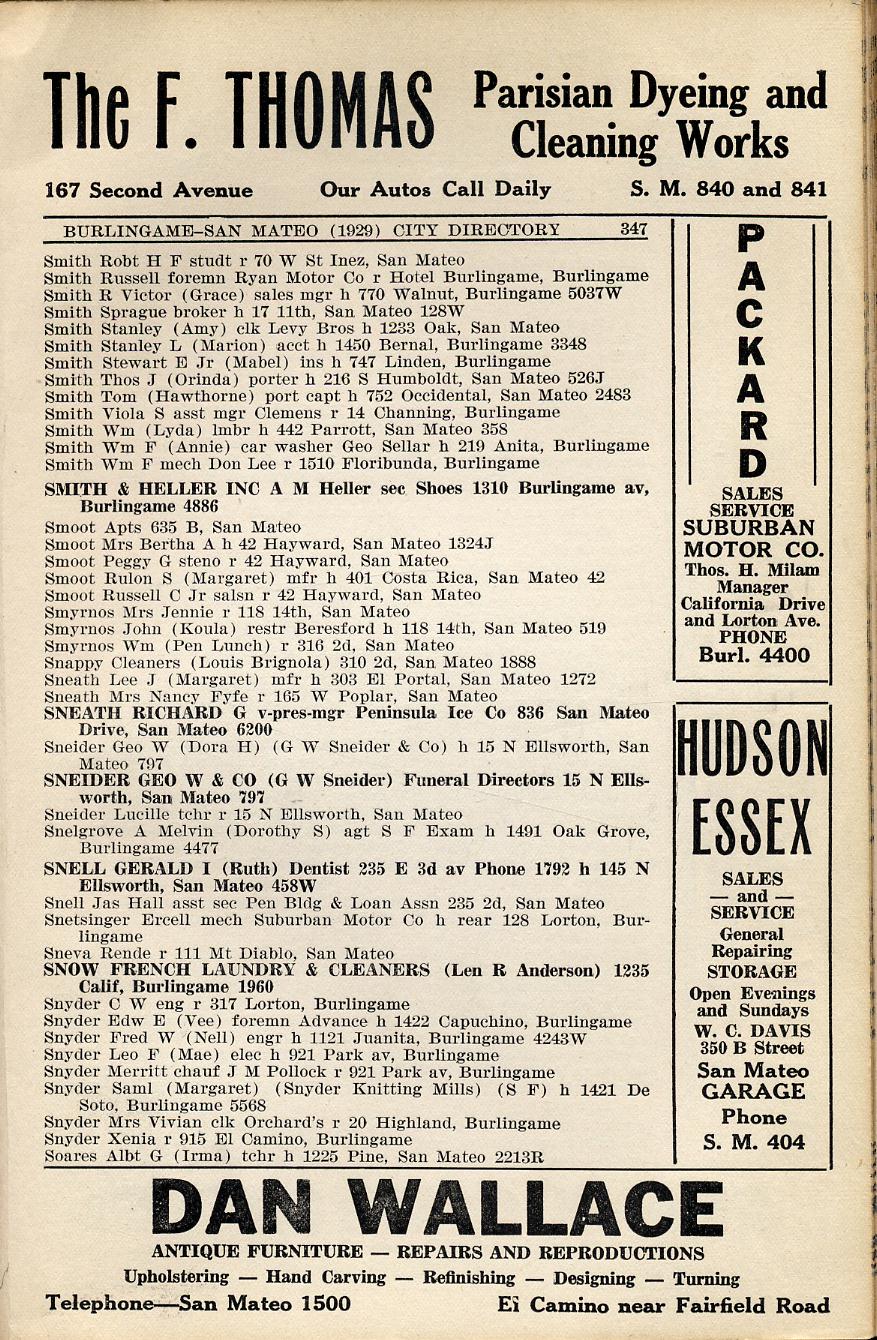 The F. THOMAS Parisian Dyeing and
Cleaning Works
167 Second Avenue Our Autos Call Daily S. M. 840 and 841
BURLINGAME–SAN MATEO (1929) CITY DIRECTORY 347
Smith Robt H F studt r 70 W St Inez, San Mateo
Smith Russell foremn Ryan Motor Co r Hotel Burlingame, Burlingame
Smith R Victor (Grace) sales mgr h 770 Walnut, Burlingame 5037W
Smith Sprague broker h 17 11th, San Mateo 128W
Smith Stanley (Amy) clk Levy Bros h 1233 Oak, San Mateo
Smith Stanley L (Marion) acct h 1450 Bernal, Burlingame 3348
Smith Stewart E Jr (Mabel) ins h 747 Linden, Burlingame
Smith Thos J (Orinda) porter h 216 S Humboldt, San Mateo 526J
Smith Tom (Hawthorne) port capt h 752 Occidental, San Mateo 2483
Smith Viola S asst mgr Clemens r 14 Channing, Burlingame
Smith Wm (Lyda) lmbr h 442 Parrott, San Mateo 358
Smith Wm F (Annie) car washer Geo Sellar h 219 Anita, Burlingame
Smith Wm F mech Don Lee r 1510 Floribunda, Burlingame
SMITH & HELLER INC A M Heller sec Shoes 1310 Burlingame av,
Burlingame 4886
Smoot Apts 635 B, San Mateo
Smoot Mrs Bertha A h 42 Hayward, San Mateo 1324J
Smoot Peggy G steno r 42 Hayward, San Mateo
Smoot Rulon S (Margaret) mfr h 401 Costa Rica, San Mateo 42
Smoot Russell C Jr salsn r 42 Hayward, San Mateo
Smyrnos Mrs Jennie r 118 14th, San Mateo
Smyrnos John (Koula) restr Beresford h 118 14th, San Mateo 519
Smyrnos Wm (Pen Lunch) r 316 2d, San Mateo
Snappy Cleaners (Louis Brignola) 310 2d, San Mateo 1888
Sneath Lee J (Margaret) mfr h 303 El Portal, San Mateo 1272
Sneath Mrs Nancy Fyfe r 165 W Poplar, San Mateo
SNEATH RICHARD G v-pres-mgr Peninsula Ice Co 836 San Mateo
Drive, San Mateo 6200
Sneider Geo W (Dora H) (G W Sneider & Co) h 15 N Ellsworth, San
Mateo 797
SNEIDER GEO W & CO (G W Sneider) Funeral Directors 15 N Ells-
worth, San Mateo 797
Sneider Lucille tchr r 15 N Ellsworth, San Mateo
Snelgrove A Melvin (Dorothy S) agt S F Exam h 1491 Oak Grove,
Burlingame 4477
SNELL GERALD I (Ruth) Dentist 235 E 3d av Phone 1792 h 145 N
Ellsworth, San Mateo 458W
Snell Jas Hall asst sec Pen Bldg & Loan Assn 235 2d, San Mateo
Snetsinger Ercell mech Suburban Motor Co h rear 128 Lorton, Bur-
lingame
Sneva Rende r 111 Mt Diablo, San Mateo
SNOW FRENCH LAUNDRY & CLEANERS (Len R Anderson) 1235
Calif, Burlingame 1960
Snyder C W eng r 317 Lorton, Burlingame
Snyder Edw E (Vee) foremn Advance h 1422 Capuchino, Burlingame
Snyder Fred W (Nell) engr h 1121 Juanita, Burlingame 4243W
Snyder Leo F (Mae) elec h 921 Park av, Burlingame
Snyder Merritt chauf J M Pollock r 921 Park av, Burlingame
Snyder Saml (Margaret) (Snyder Knitting Mills) (S F) h 1421 De
Soto, Burlingame 5568
Snyder Mrs Vivian clk Orchard's r 20 Highland, Burlingame
Snyder Xenia r 915 El Camino, Burlingame
Soares Albt G (Irma) tchr h 1225 Pine, San Mateo 2213R
PACKARD
SALES
SERVICE
SUBURBAN
MOTOR CO.
Thos. H. Milam
Manager
California Drive
and Lorton Ave.
PHONE
Burl. 4400
HUDSON
ESSEX
SALES
— and —
SERVICE
General
Repairing
STORAGE
Open Evenings
and Sundays
W. C. DAVIS
350 B Street
San Mateo
GARAGE
Phone
S. M. 404
DAN WALLACE
ANTIQUE FURNITURE — REPAIRS AND REPRODUCTIONS
Upholstering — Hand Carving — Refinishing — Designing — Turning
Telephone—San Mateo 1500 El Camino near Fairfield Road